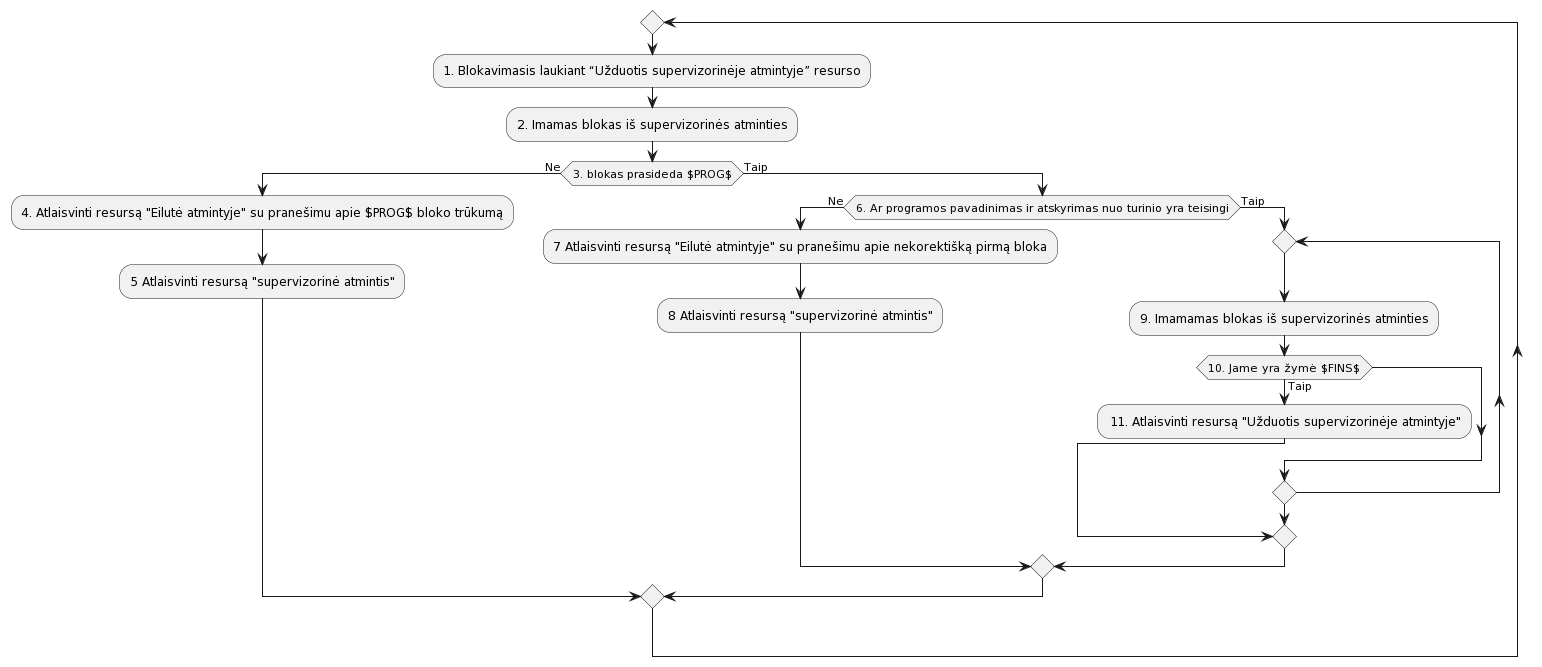 1. Blokavimasis laukiant “Užduotis supervizorinėje atmintyje” resurso
2. Imamas blokas iš supervizorinės atminties
Ne
3. blokas prasideda $PROG$
Taip
4. Atlaisvinti resursą "Eilutė atmintyje" su pranešimu apie $PROG$ bloko trūkumą
5 Atlaisvinti resursą "supervizorinė atmintis"
Ne
6. Ar programos pavadinimas ir atskyrimas nuo turinio yra teisingi
Taip
7 Atlaisvinti resursą "Eilutė atmintyje" su pranešimu apie nekorektišką pirmą bloka
8 Atlaisvinti resursą "supervizorinė atmintis"
9. Imamamas blokas iš supervizorinės atminties
10. Jame yra žymė $FINS$
Taip
11. Atlaisvinti resursą "Užduotis supervizorinėje atmintyje"